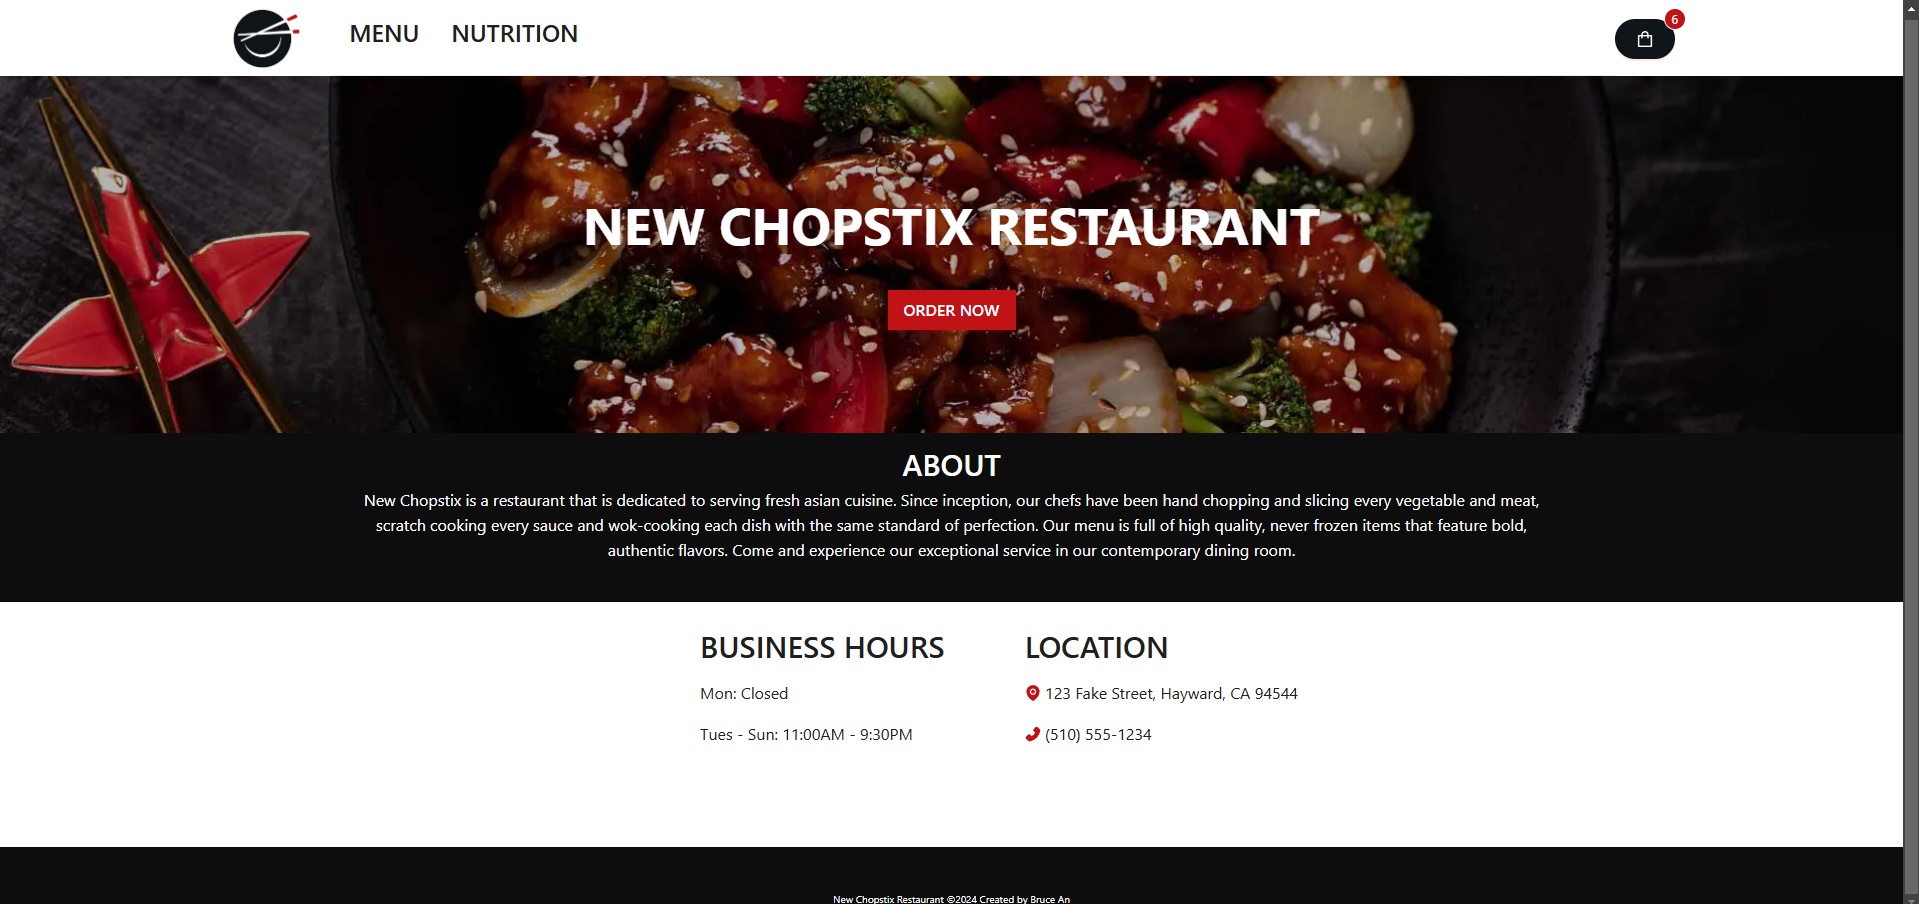 MENU NUTRITION
6
NEW CHOPSTIX RESTAURANT
ORDER NOW
ABOUT
New Chopstix is a restaurant that is dedicated to serving fresh asian cuisine. Since inception, our chefs have been hand chopping and slicing every vegetable and meat,
scratch cooking every sauce and wok-cooking each dish with the same standard of perfection. Our menu is full of high quality, never frozen items that feature bold,
authentic flavors. Come and experience our exceptional service in our contemporary dining room.
BUSINESS HOURS
Mon: Closed
Tues - Sun: 11:00AM - 9:30PM
LOCATION
123 Fake Street, Hayward, CA 94544
(510) 555-1234
New Chopstix Restaurant ©2024 Created by Bruce An